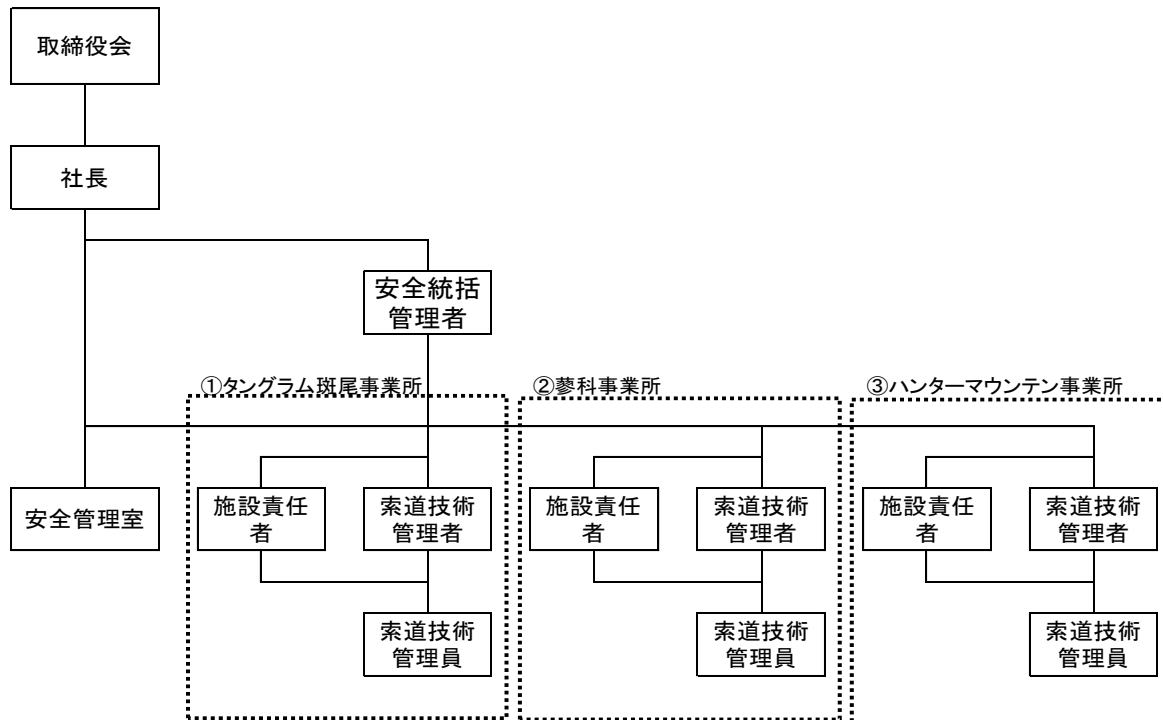 取締役会
社長
安全統括
管理者
①タングラム斑尾事業所
②蓼科事業所
③ハンターマウンテン事業所
安全管理室
施設責任
者
索道技術
管理者
施設責任
者
索道技術
管理者
施設責任
者
索道技術
管理者
索道技術
管理員
索道技術
管理員
索道技術
管理員